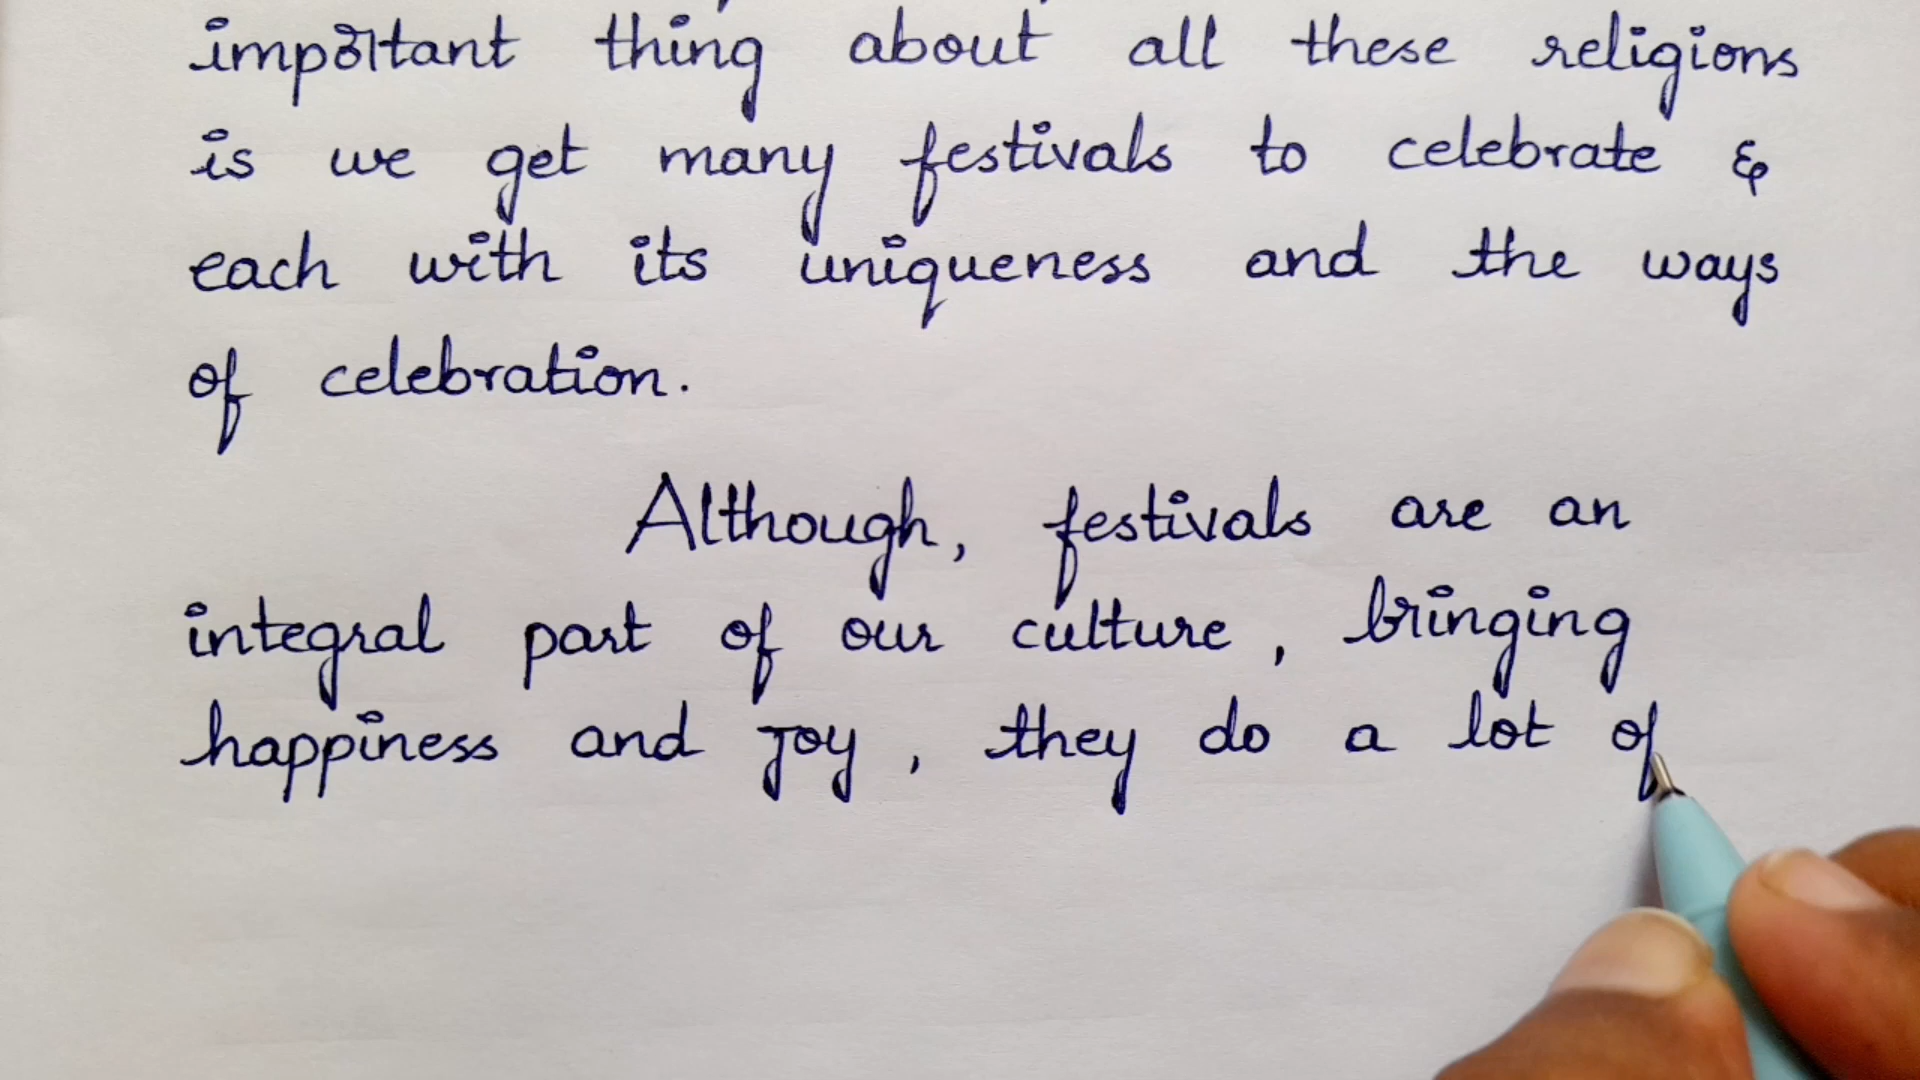 important thing about all these religions
is we get many festivals to celebrate &
each with its uniqueness and the ways
of celebration.
Although, festivals are an
integral part of our culture, bringing
happiness and joy, they do a lot of